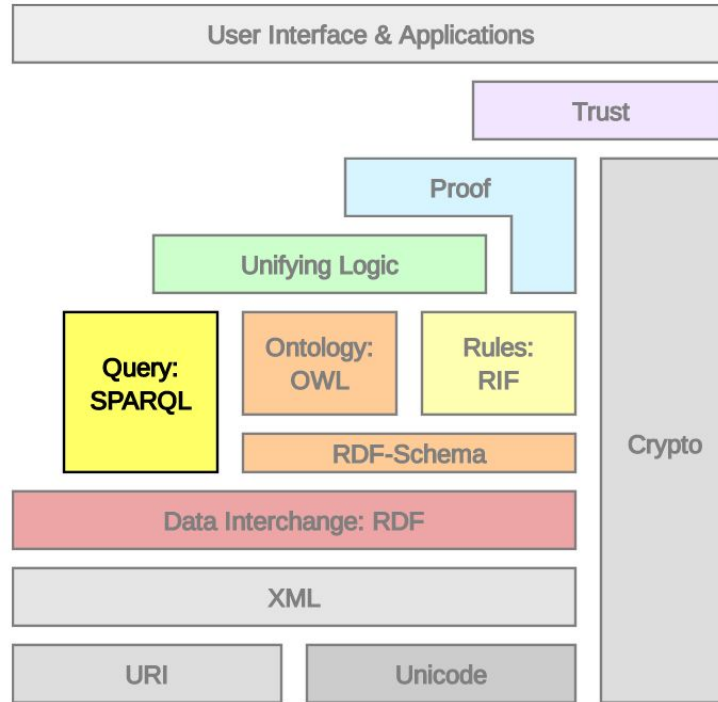 User Interface & Applications
Trust
Proof
Unifying Logic
Query:
SPARQL
Ontology:
OWL
Rules:
RIF
Crypto
RDF-Schema
Data Interchange: RDF
XML
URI
Unicode